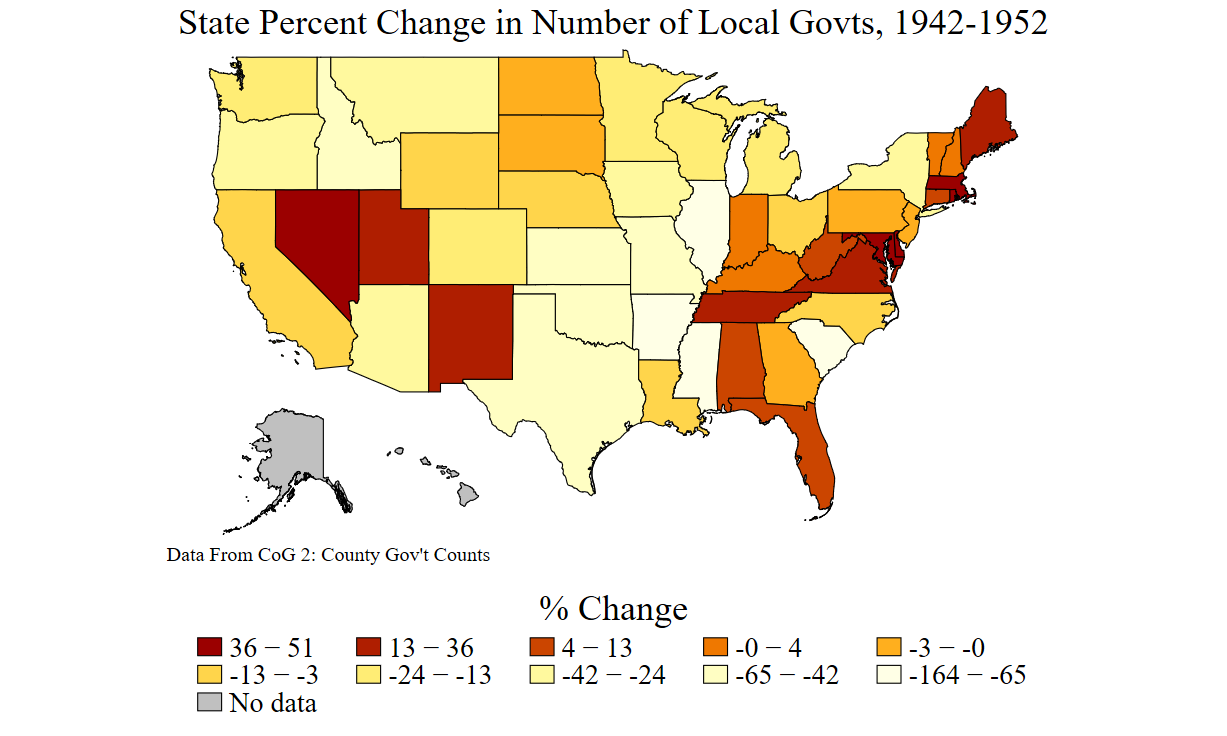 State Percent Change in Number of Local Govts, 1942-1952
Data From CoG 2: County Gov't Counts
% Change
36 − 51 13 − 36 4 − 13 -0 − 4 -3 − -0
-13 − -3 -24 − -13 -42 − -24 -65 − -42 -164 − -65
No data